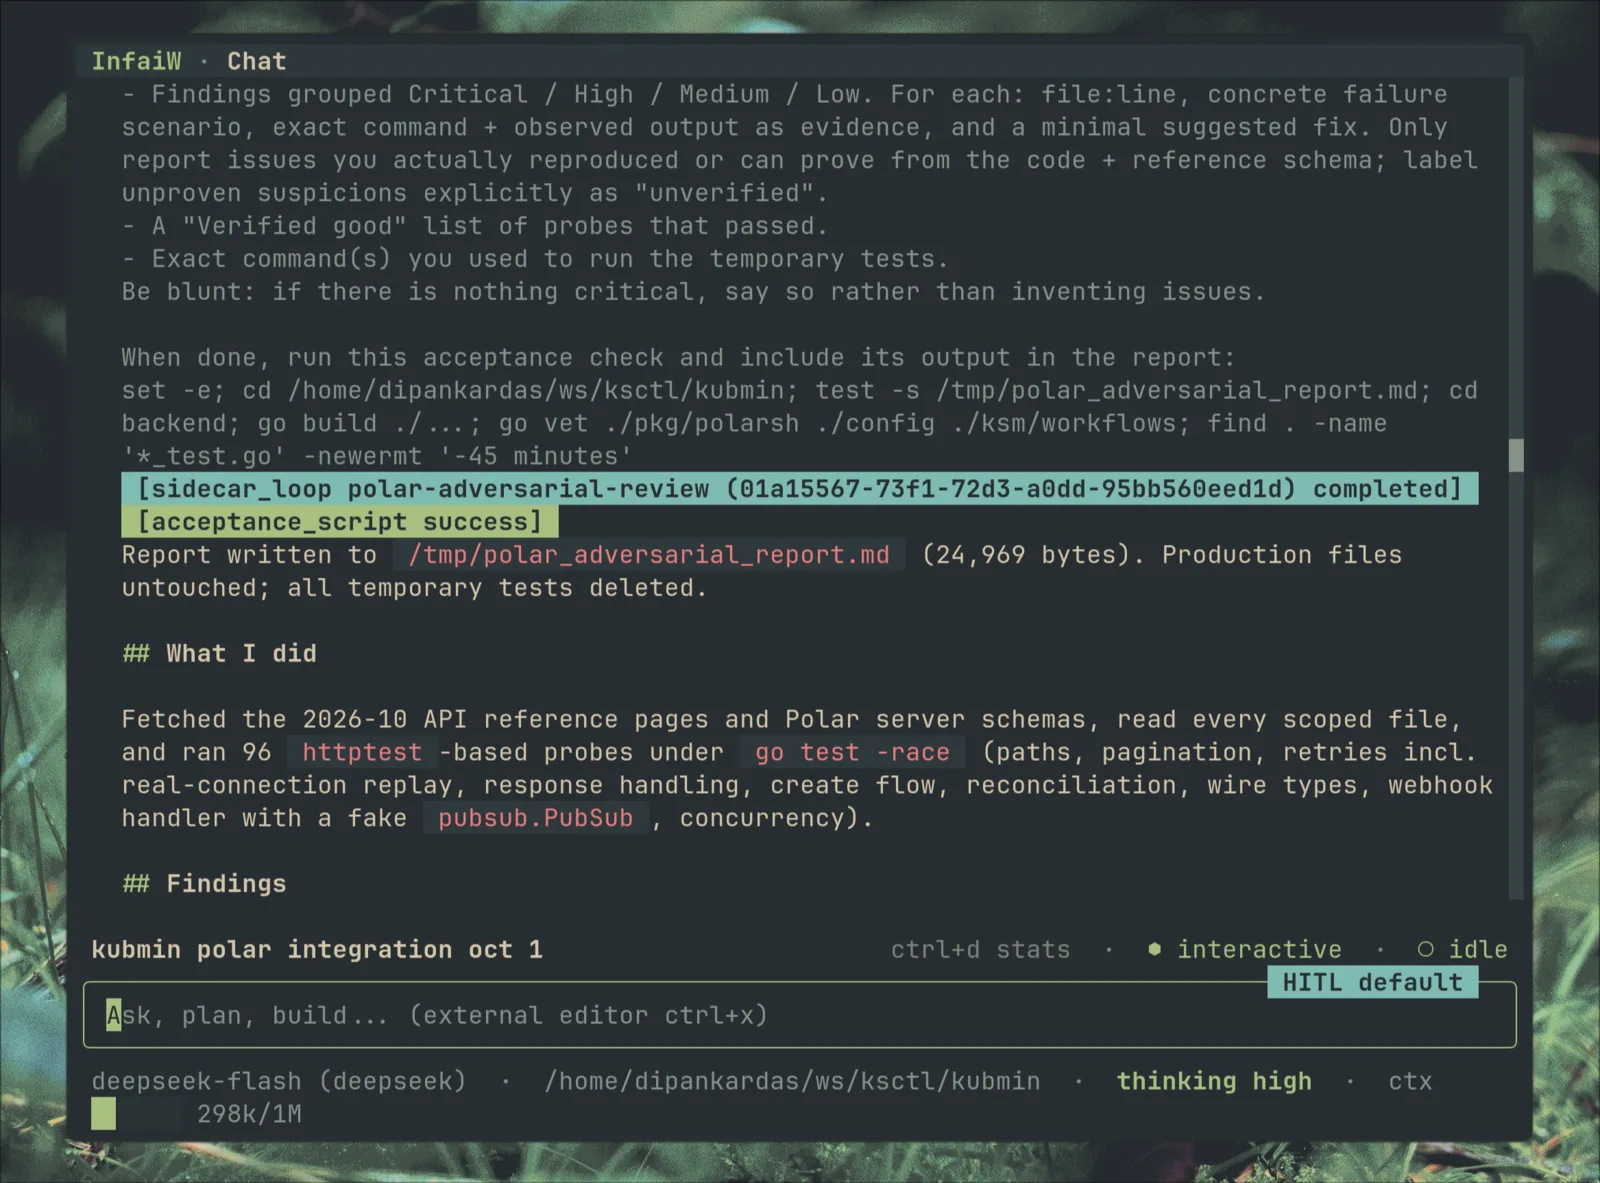 InfaiW · Chat
- Findings grouped Critical / High / Medium / Low. For each: file:line, concrete failure
scenario, exact command + observed output as evidence, and a minimal suggested fix. Only
report issues you actually reproduced or can prove from the code + reference schema; label
unproven suspicions explicitly as "unverified".
- A "Verified good" list of probes that passed.
- Exact command(s) you used to run the temporary tests.
Be blunt: if there is nothing critical, say so rather than inventing issues.
When done, run this acceptance check and include its output in the report:
set -e; cd /home/dipankardas/ws/ksctl/kubmin; test -s /tmp/polar_adversarial_report.md; cd
backend; go build ./...; go vet ./pkg/polarsh ./config ./ksm/workflows; find . -name
'*_test.go' -newermt '-45 minutes'
[sidecar_loop polar-adversarial-review (01a15567-73f1-72d3-a0dd-95bb560eed1d) completed]
[acceptance_script success]
Report written to /tmp/polar_adversarial_report.md (24,969 bytes). Production files
untouched; all temporary tests deleted.
## What I did
Fetched the 2026-10 API reference pages and Polar server schemas, read every scoped file,
and ran 96 httptest -based probes under go test -race (paths, pagination, retries incl.
real-connection replay, response handling, create flow, reconciliation, wire types, webhook
handler with a fake pubsub.PubSub , concurrency).
## Findings
kubmin polar integration oct 1 ctrl+d stats · interactive · idle
HITL default
Ask, plan, build... (external editor ctrl+x)
deepseek-flash (deepseek) · /home/dipankardas/ws/ksctl/kubmin · thinking high · ctx
298k/1M